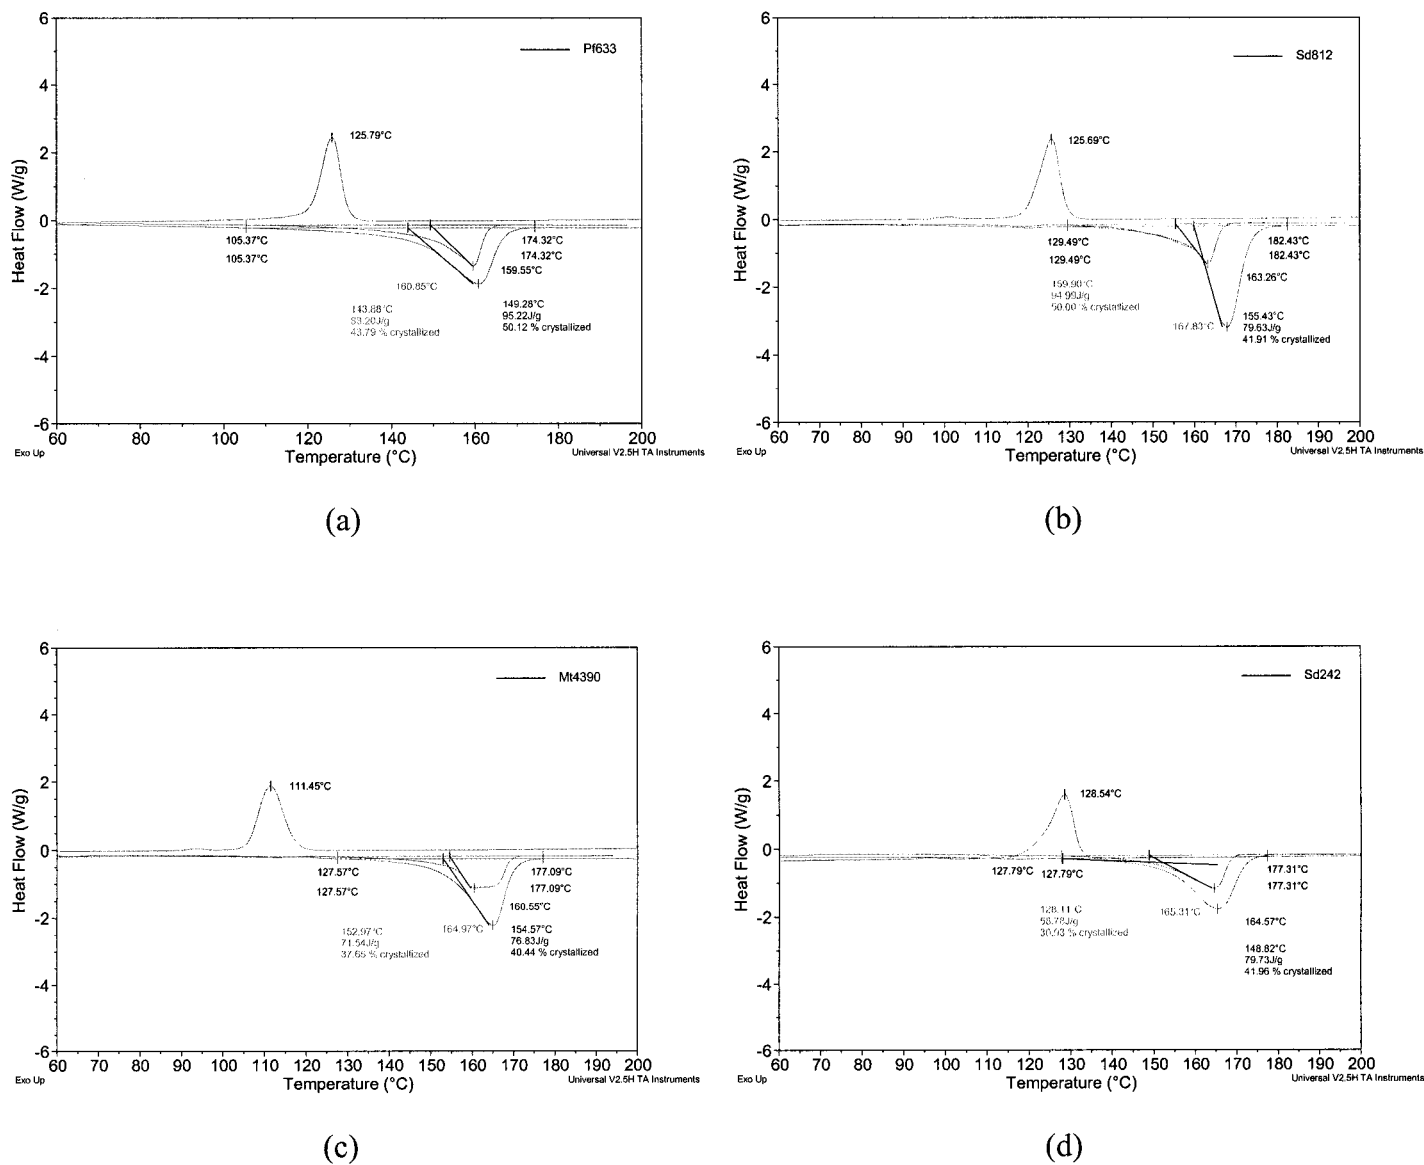 6
4
2
0
-2
-4
-6
Heat Flow (W/g)
Pf633
125.79°C
105.37°C
105.37°C
174.32°C
174.32°C
159.55°C
160.85°C
143.88°C
83.20J/g
43.79 % crystallized
149.28°C
95.22J/g
50.12 % crystallized
60 80 100 120 140 160 180 200
Exo Up
Temperature (°C)
Universal V2.5H TA Instruments
(a)
6
4
2
0
-2
-4
-6
Heat Flow (W/g)
Sd812
125.69°C
129.49°C
129.49°C
182.43°C
182.43°C
163.26°C
159.90°C
94.99J/g
50.00 % crystallized
167.83°C
155.43°C
79.63J/g
41.91 % crystallized
60 70 80 90 100 110 120 130 140 150 160 170 180 190 200
Exo Up
Temperature (°C)
Universal V2.5H TA Instruments
(b)
6
4
2
0
-2
-4
-6
Heat Flow (W/g)
Mt4390
111.45°C
127.57°C
127.57°C
177.09°C
177.09°C
160.55°C
152.97°C
71.54J/g
37.65 % crystallized
164.97°C
154.57°C
76.83J/g
40.44 % crystallized
60 70 80 90 100 110 120 130 140 150 160 170 180 190 200
Exo Up
Temperature (°C)
Universal V2.5H TA Instruments
(c)
6
4
2
0
-2
-4
-6
Heat Flow (W/g)
Sd242
128.54°C
127.79°C
127.79°C
177.31°C
177.31°C
164.57°C
128.11°C
58.78J/g
30.93 % crystallized
165.31°C
148.82°C
79.73J/g
41.96 % crystallized
60 70 80 90 100 110 120 130 140 150 160 170 180 190 200
Exo Up
Temperature (°C)
Universal V2.5H TA Instruments
(d)